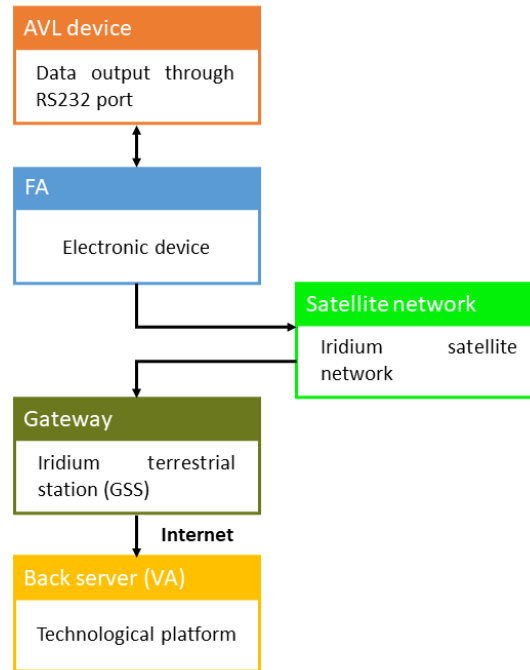 AVL device
Data output through
RS232 port
FA
Electronic device
Satellite network
Iridium satellite
network
Gateway
Iridium terrestrial
station (GSS)
Internet
Back server (VA)
Technological platform